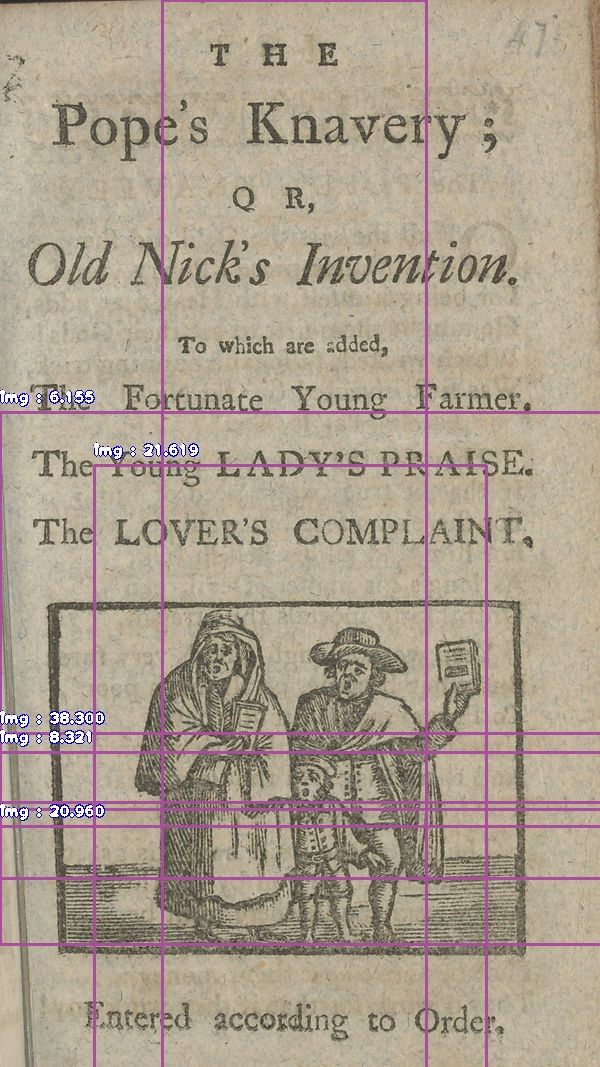 47
THE
Pope's Knavery;
OR,
Old Nick's Invention.
To which are added,
The Fortunate Young Farmer.
The Young LADY'S PRAISE.
The LOVER'S COMPLAINT.
Entered according to Order.
img : 6.155
img : 21.619
img : 38.300
img : 8.321
img : 20.960